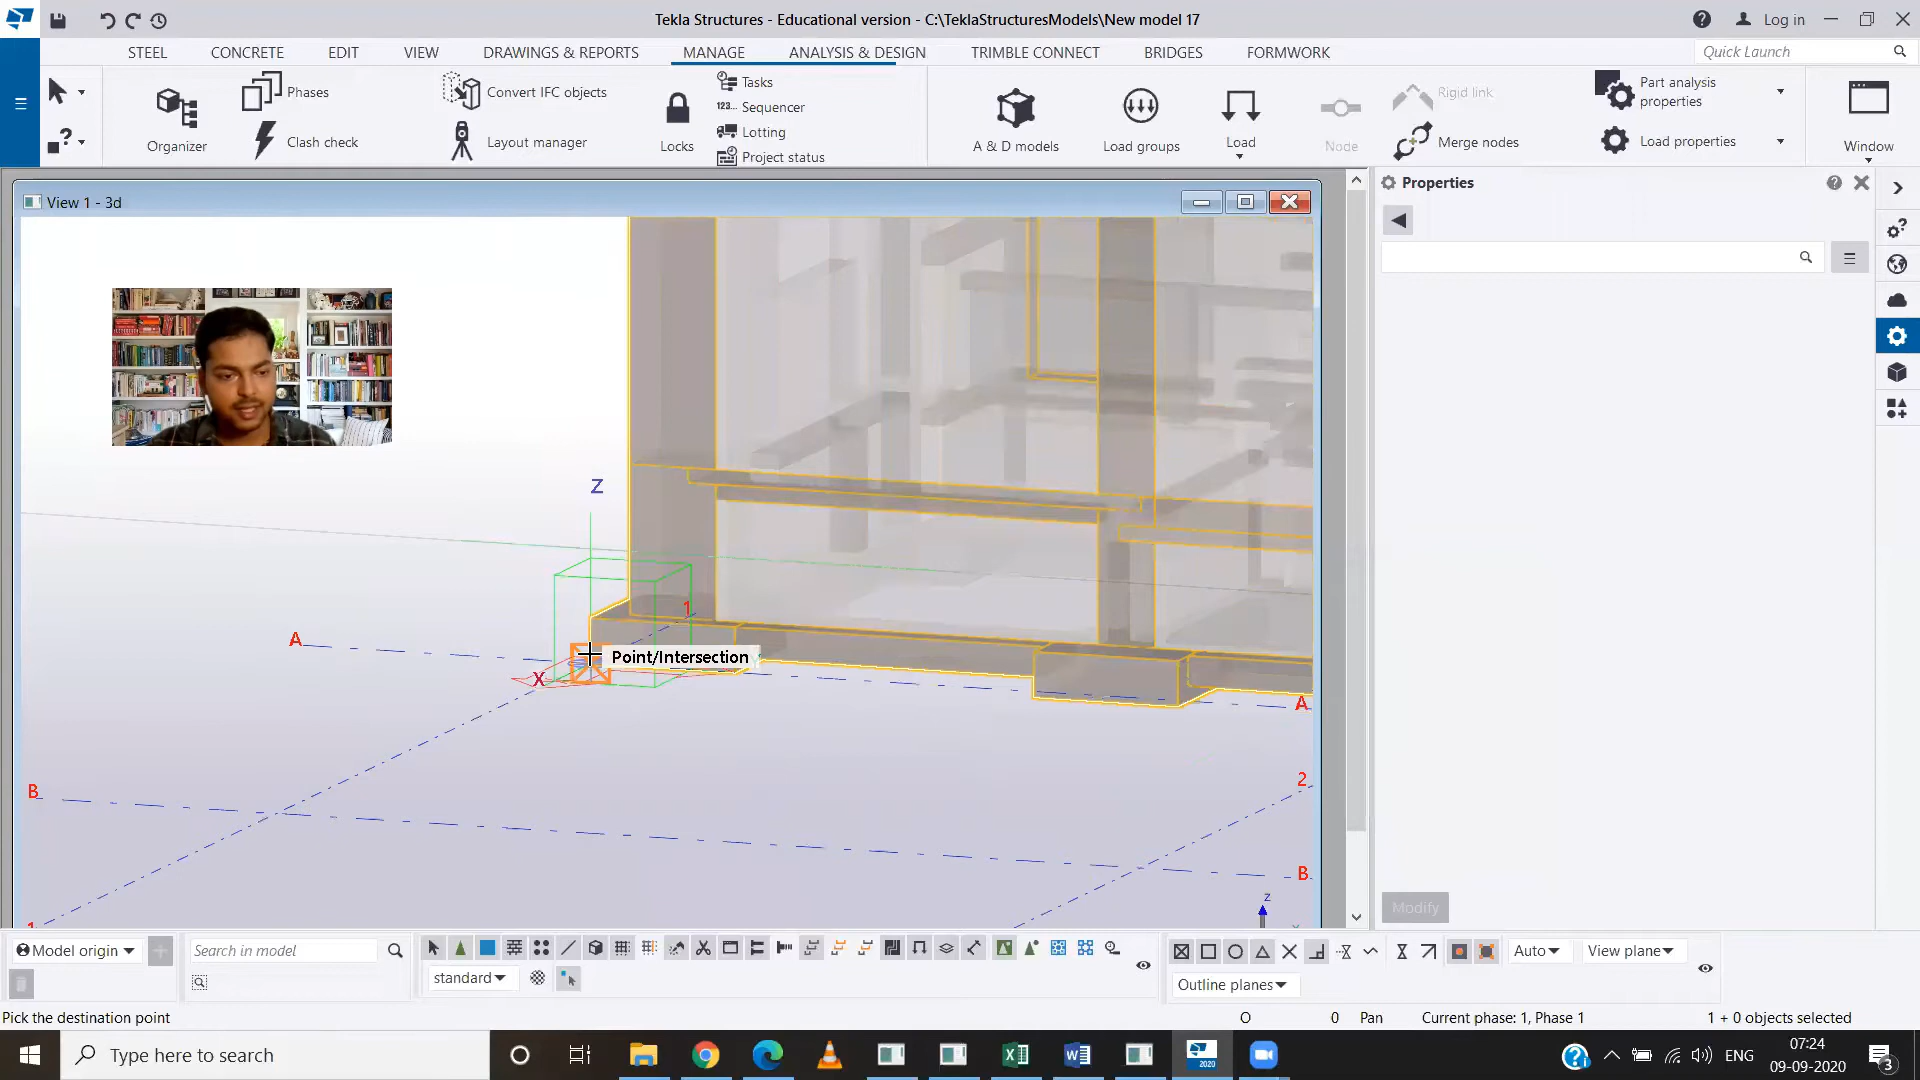 Tekla Structures - Educational version - C:\TeklaStructuresModels\New model 17
Log in
STEEL CONCRETE EDIT VIEW DRAWINGS & REPORTS MANAGE ANALYSIS & DESIGN TRIMBLE CONNECT BRIDGES FORMWORK
Quick Launch
Organizer
Phases
Clash check
Convert IFC objects
Layout manager
Locks
Tasks
123... Sequencer
Lotting
Project status
A & D models
Load groups
Load
Node
Rigid link
Merge nodes
Part analysis properties
Load properties
Window
View 1 - 3d
Properties
Z
1
A
Point/Intersection
X
A
B
2
B
1
z
Modify
Model origin
Search in model
standard
Auto
View plane
Outline planes
Pick the destination point
O 0 Pan Current phase: 1, Phase 1 1 + 0 objects selected
Type here to search
2020
ENG
07:24
09-09-2020
3